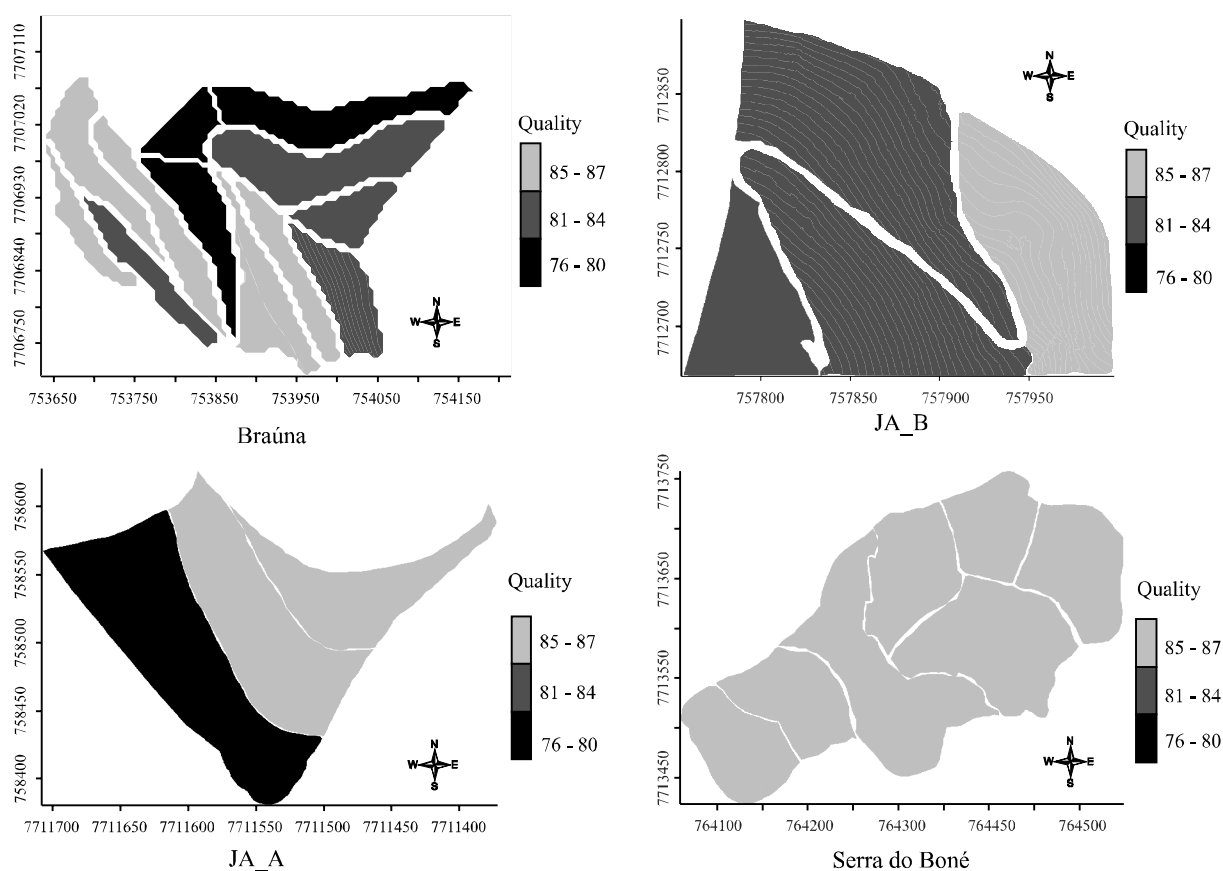 7707110
7707020
7706930
7706840
7706750
753650 753750 753850 753950 754050 754150
Quality
85 - 87
81 - 84
76 - 80
N
W E
S
Braúna
7712850
7712800
7712750
7712700
757800 757850 757900 757950
Quality
85 - 87
81 - 84
76 - 80
N
W E
S
JA_B
758600
758550
758500
758450
758400
7711700 7711650 7711600 7711550 7711500 7711450 7711400
Quality
85 - 87
81 - 84
76 - 80
N
W E
S
JA_A
7713750
7713650
7713550
7713450
764100 764200 764300 764450 764500
Quality
85 - 87
81 - 84
76 - 80
N
W E
S
Serra do Boné